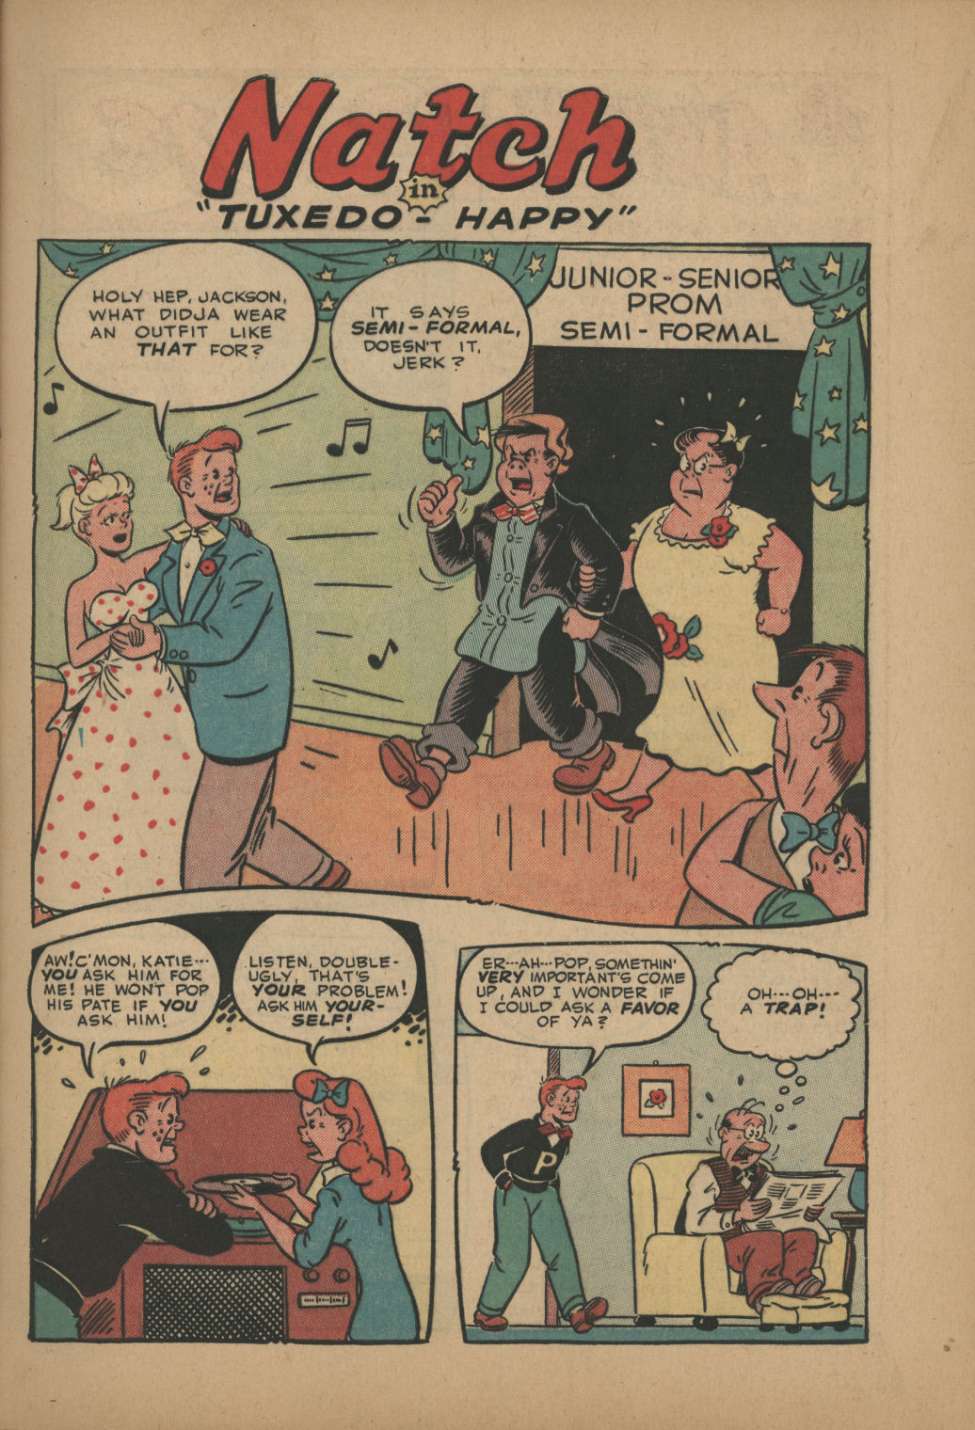 Natch
in
"TUXEDO - HAPPY"
HOLY HEP, JACKSON,
WHAT DIDJA WEAR
AN OUTFIT LIKE
THAT FOR?
IT SAYS
SEMI-FORMAL,
DOESN'T IT,
JERK?
JUNIOR-SENIOR
PROM
SEMI-FORMAL
AW! C'MON, KATIE---
YOU ASK HIM FOR
ME! HE WON'T POP
HIS PATE IF YOU
ASK HIM!
LISTEN, DOUBLE-
UGLY, THAT'S
YOUR PROBLEM!
ASK HIM YOUR-
SELF!
ER---AH---POP, SOMETHIN'
VERY IMPORTANT'S COME
UP, AND I WONDER IF
I COULD ASK A FAVOR
OF YA?
OH---OH---
A TRAP!
P